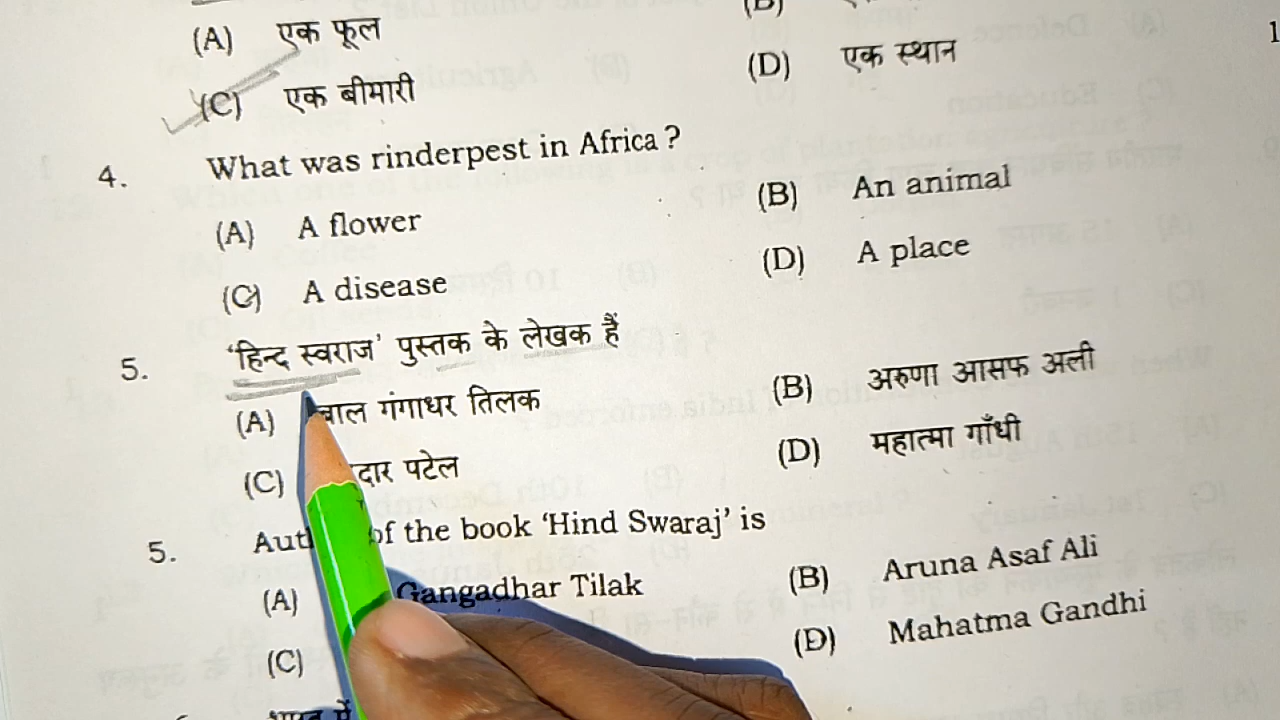 (A) एक फूल (B)
(C) एक बीमारी (D) एक स्थान
4. What was rinderpest in Africa ?
(A) A flower (B) An animal
(C) A disease (D) A place
5. 'हिन्द स्वराज' पुस्तक के लेखक हैं
(A) बाल गंगाधर तिलक (B) अरुणा आसफ अली
(C) पटेल (D) महात्मा गाँधी
5. of the book 'Hind Swaraj' is
(A) Gangadhar Tilak (B) Aruna Asaf Ali
(C) (D) Mahatma Gandhi